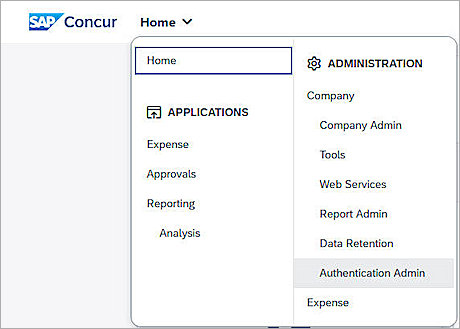 SAP Concur Home
Home
APPLICATIONS
Expense
Approvals
Reporting
Analysis
ADMINISTRATION
Company
Company Admin
Tools
Web Services
Report Admin
Data Retention
Authentication Admin
Expense